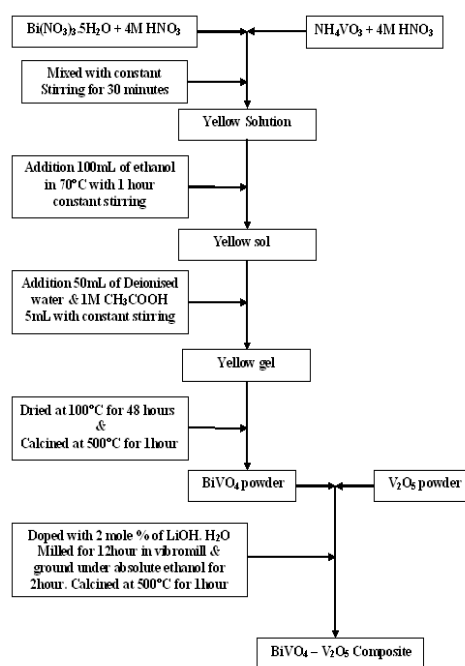 Bi(NO₃)₃.5H₂O + 4M HNO₃
NH₄VO₃ + 4M HNO₃
Mixed with constant
Stirring for 30 minutes
Yellow Solution
Addition 100mL of ethanol
in 70°C with 1 hour
constant stirring
Yellow sol
Addition 50mL of Deionised
water & 1M CH₃COOH
5mL with constant stirring
Yellow gel
Dried at 100°C for 48 hours
&
Calcined at 500°C for 1hour
BiVO₄ powder
V₂O₅ powder
Doped with 2 mole % of LiOH. H₂O
Milled for 12hour in vibromill &
ground under absolute ethanol for
2hour. Calcined at 500°C for 1hour
BiVO₄ – V₂O₅ Composite